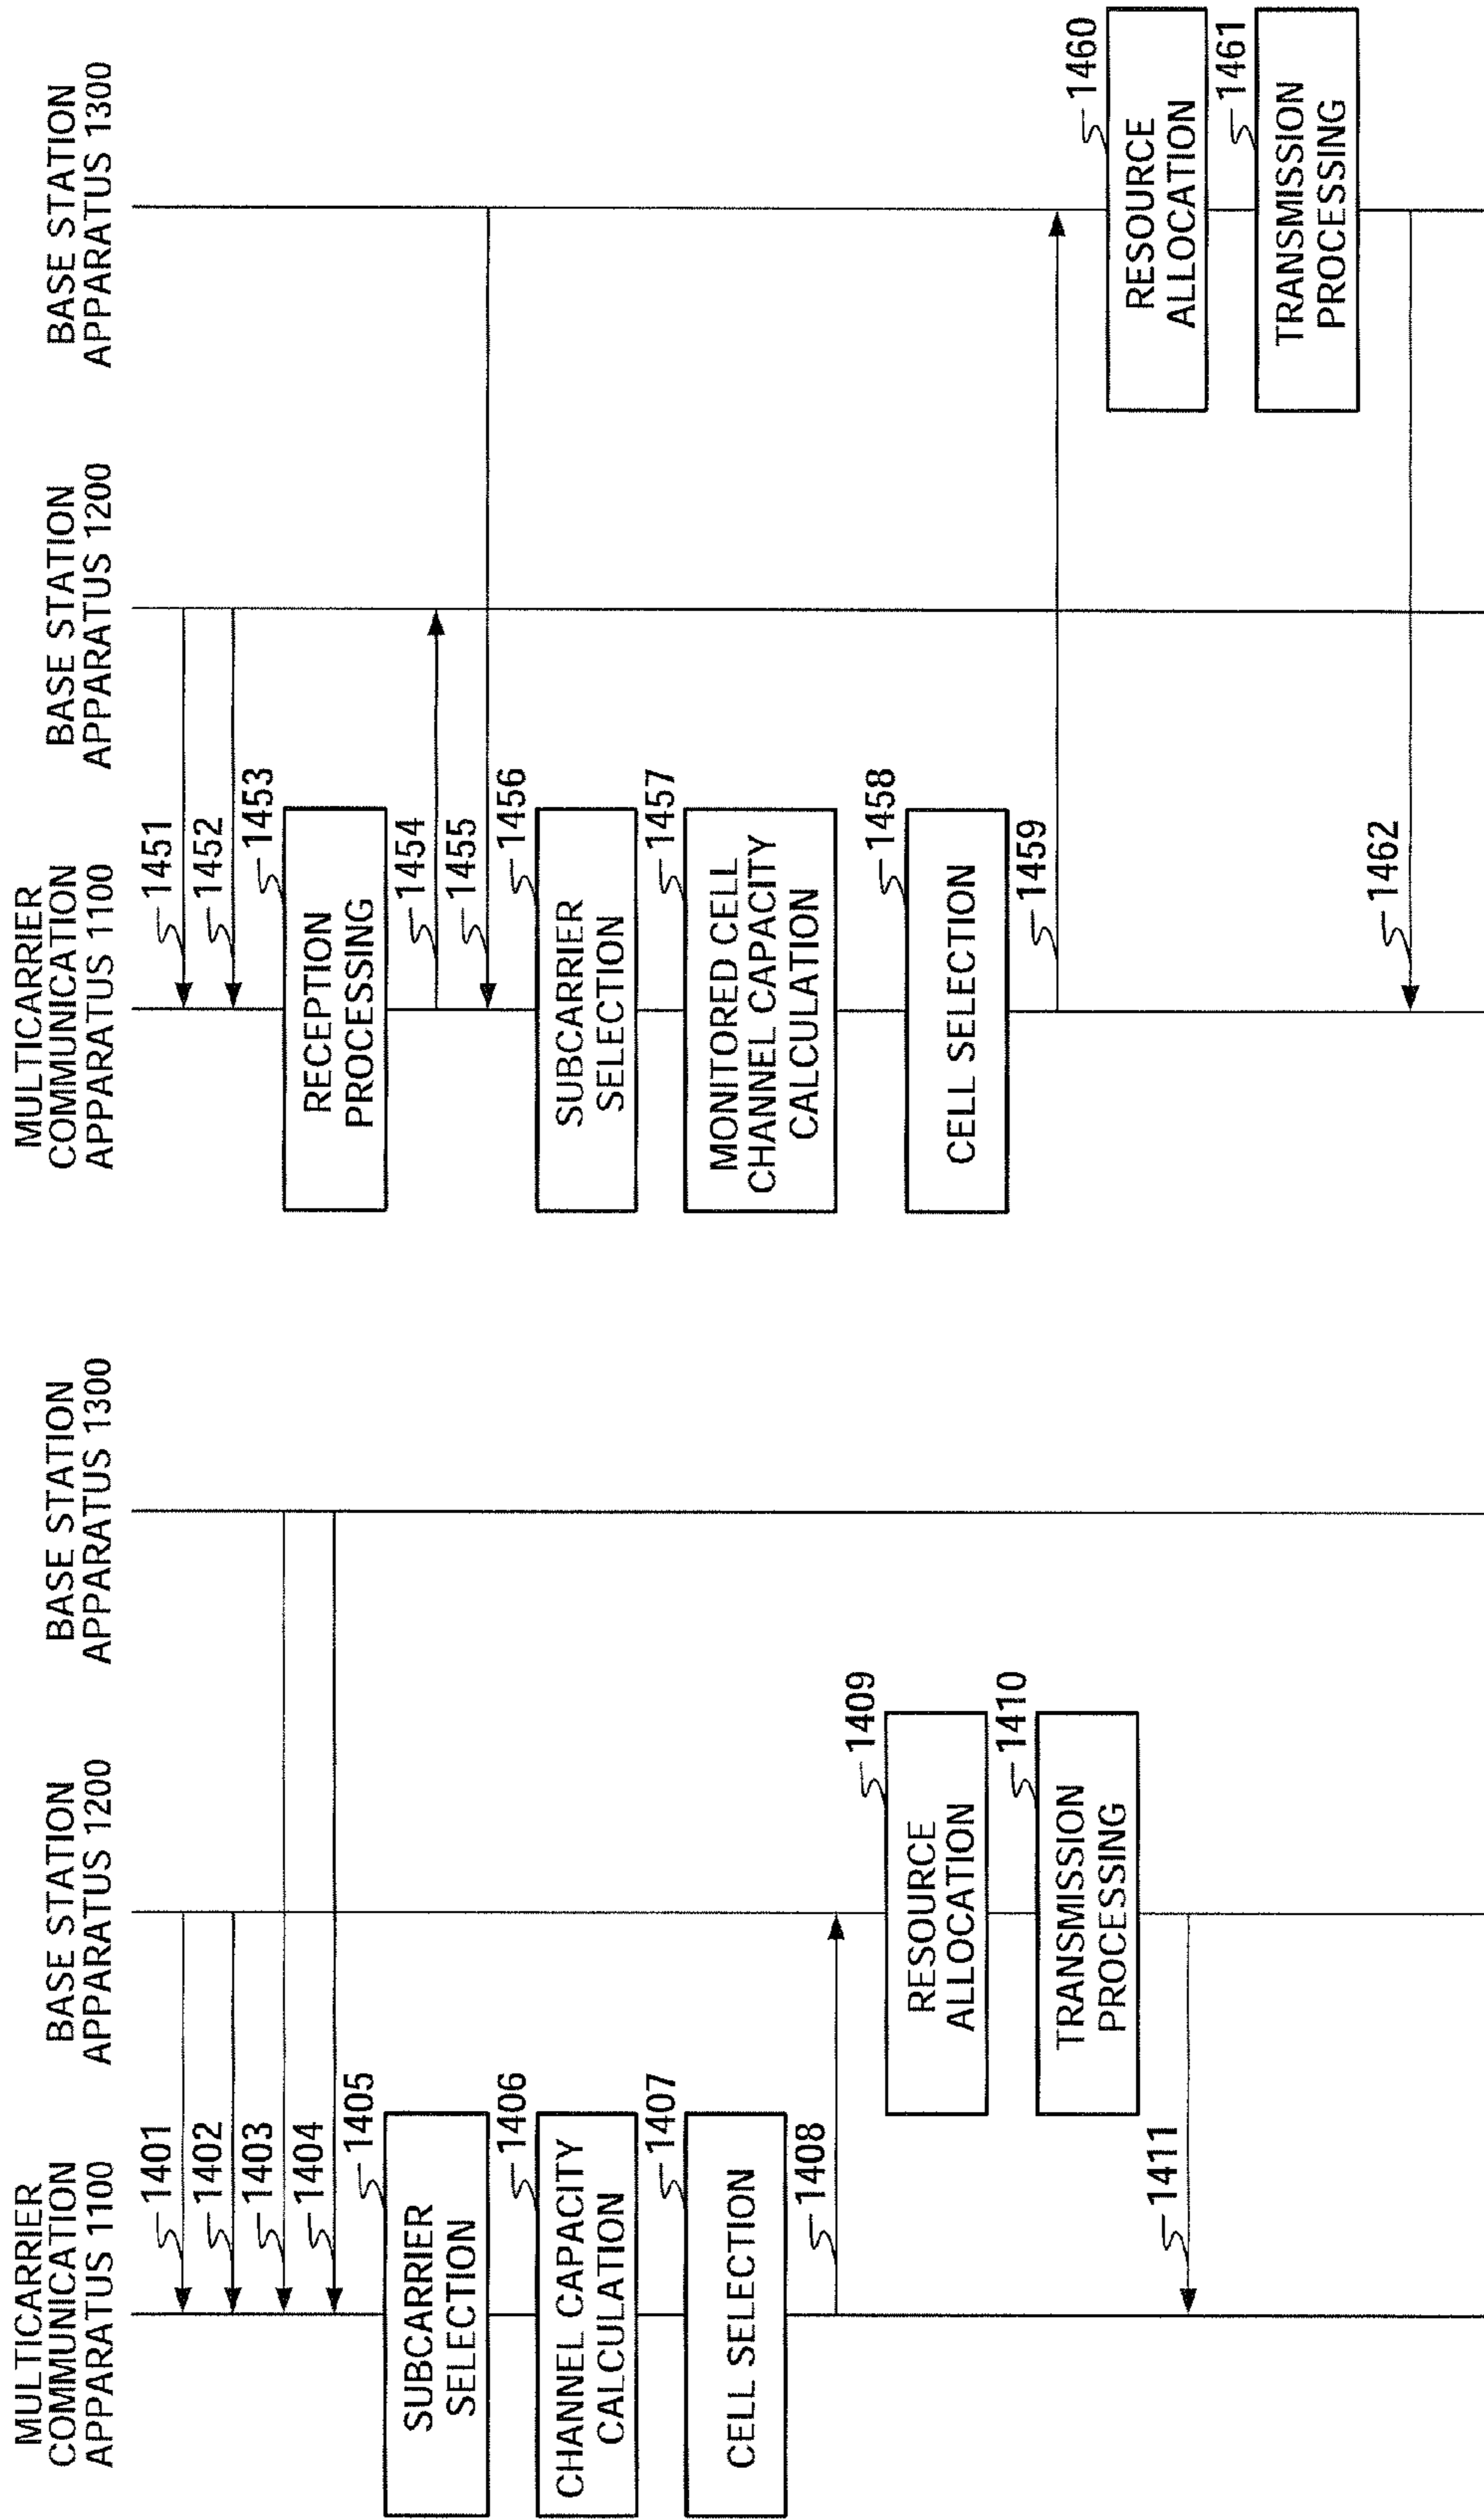 MULTICARRIER
COMMUNICATION
APPARATUS 1100
BASE STATION
APPARATUS 1200
BASE STATION
APPARATUS 1300
1401
1402
1403
1404
1405
SUBCARRIER
SELECTION
1406
CHANNEL CAPACITY
CALCULATION
1407
CELL SELECTION
1408
1409
RESOURCE
ALLOCATION
1410
TRANSMISSION
PROCESSING
1411
MULTICARRIER
COMMUNICATION
APPARATUS 1100
BASE STATION
APPARATUS 1200
BASE STATION
APPARATUS 1300
1451
1452
1453
RECEPTION
PROCESSING
1454
1455
1456
SUBCARRIER
SELECTION
1457
MONITORED CELL
CHANNEL CAPACITY
CALCULATION
1458
CELL SELECTION
1459
1460
RESOURCE
ALLOCATION
1461
TRANSMISSION
PROCESSING
1462